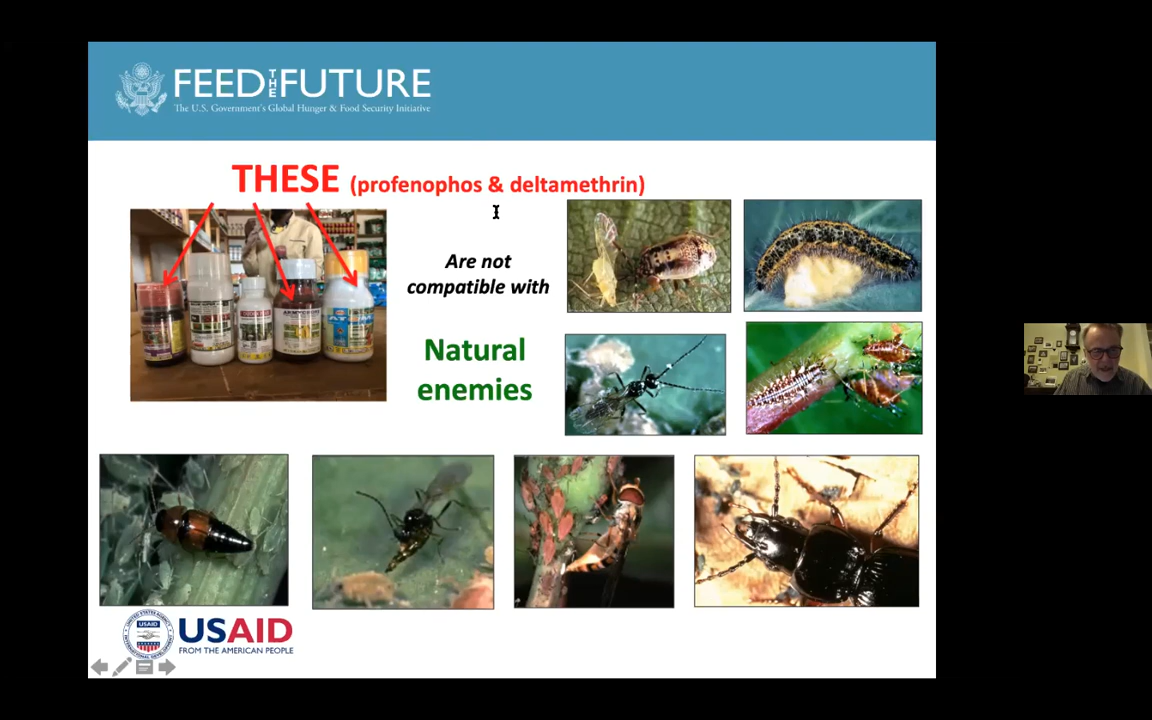 FEED THE FUTURE
The U.S. Government's Global Hunger & Food Security Initiative
THESE (profenophos & deltamethrin)
Are not
compatible with
Natural
enemies
USAID
USAID
FROM THE AMERICAN PEOPLE